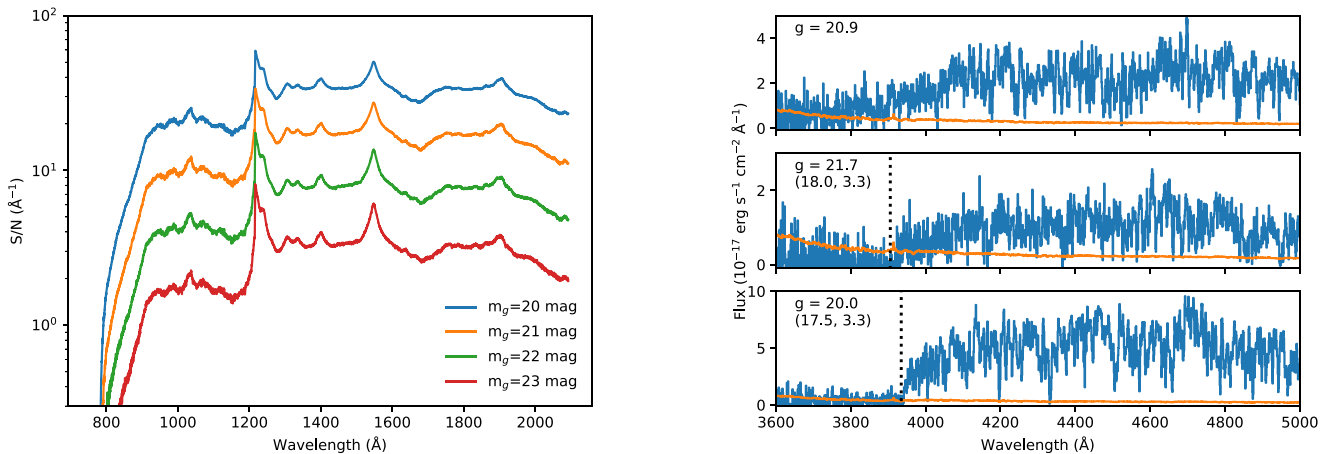 10²
10¹
10⁰
S/N (Å⁻¹)
m_g=20 mag
m_g=21 mag
m_g=22 mag
m_g=23 mag
800 1000 1200 1400 1600 1800 2000
Wavelength (Å)
g = 20.9
4
2
0
g = 21.7
(18.0, 3.3)
2
0
Flux (10⁻¹⁷ erg s⁻¹ cm⁻² Å⁻¹)
g = 20.0
(17.5, 3.3)
10
5
0
3600 3800 4000 4200 4400 4600 4800 5000
Wavelength (Å)